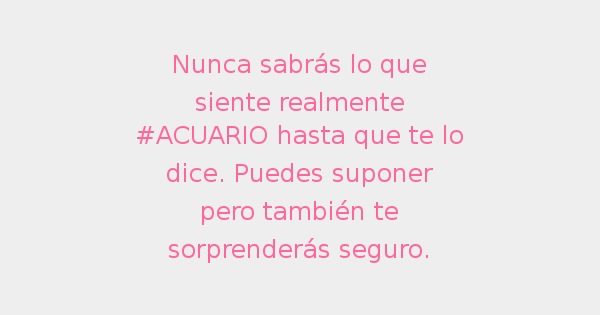 Nunca sabrás lo que
siente realmente
#ACUARIO hasta que te lo
dice. Puedes suponer
pero también te
sorprenderás seguro.